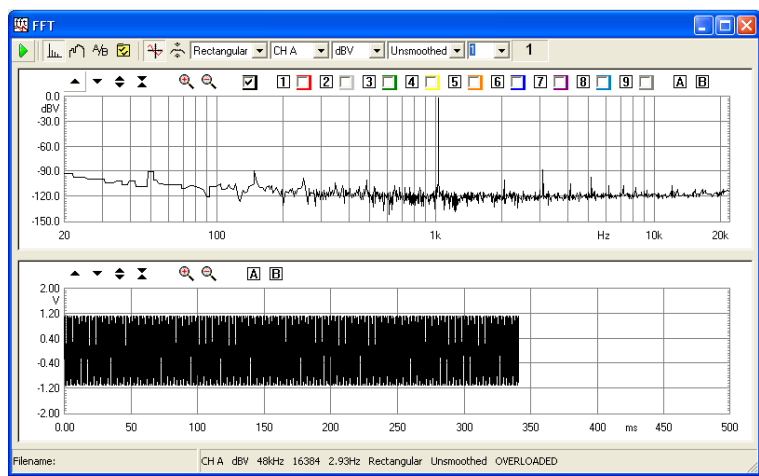 FFT
A/B Rectangular CH A dBV Unsmoothed 1 1
1 2 3 4 5 6 7 8 9 A B
0.0
dBV
-30.0
-60.0
-90.0
-120.0
-150.0
20 100 1k Hz 10k 20k
A B
2.00
V
1.20
0.40
-0.40
-1.20
-2.00
0.00 50 100 150 200 250 300 350 400 ms 450 500
Filename: CH A dBV 48kHz 16384 2.93Hz Rectangular Unsmoothed OVERLOADED